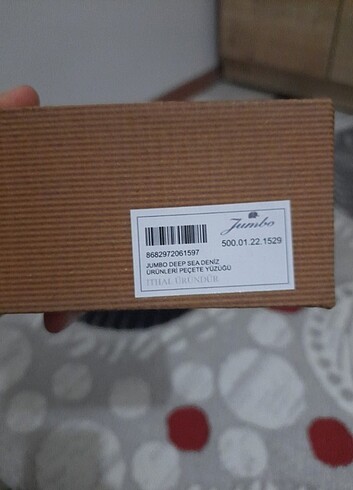 Jumbo
500.01.22.1529
8682972061597
JUMBO DEEP SEA DENİZ
ÜRÜNLERİ PEÇETE YÜZÜĞÜ
İTHAL ÜRÜNDÜR